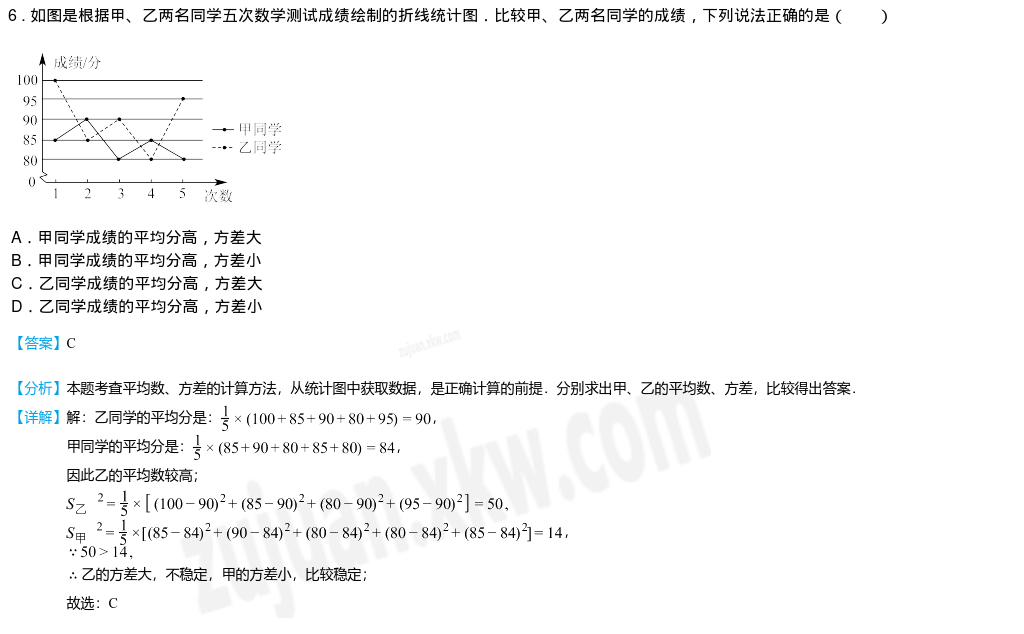 6．如图是根据甲、乙两名同学五次数学测试成绩绘制的折线统计图．比较甲、乙两名同学的成绩，下列说法正确的是（　　）
成绩/分
100
95
90
85
80
0
1 2 3 4 5 次数
甲同学
乙同学
A．甲同学成绩的平均分高，方差大
B．甲同学成绩的平均分高，方差小
C．乙同学成绩的平均分高，方差大
D．乙同学成绩的平均分高，方差小
【答案】C
【分析】本题考查平均数、方差的计算方法，从统计图中获取数据，是正确计算的前提．分别求出甲、乙的平均数、方差，比较得出答案．
【详解】解：乙同学的平均分是：1/5×(100+85+90+80+95)=90，
甲同学的平均分是：1/5×(85+90+80+85+80)=84，
因此乙的平均数较高；
S乙²=1/5×[(100−90)²+(85−90)²+(80−90)²+(95−90)²]=50，
S甲²=1/5×[(85−84)²+(90−84)²+(80−84)²+(80−84)²+(85−84)²]=14，
∵50>14，
∴乙的方差大，不稳定，甲的方差小，比较稳定；
故选：C
zujuan.xkw.com
zujuan.xkw.com